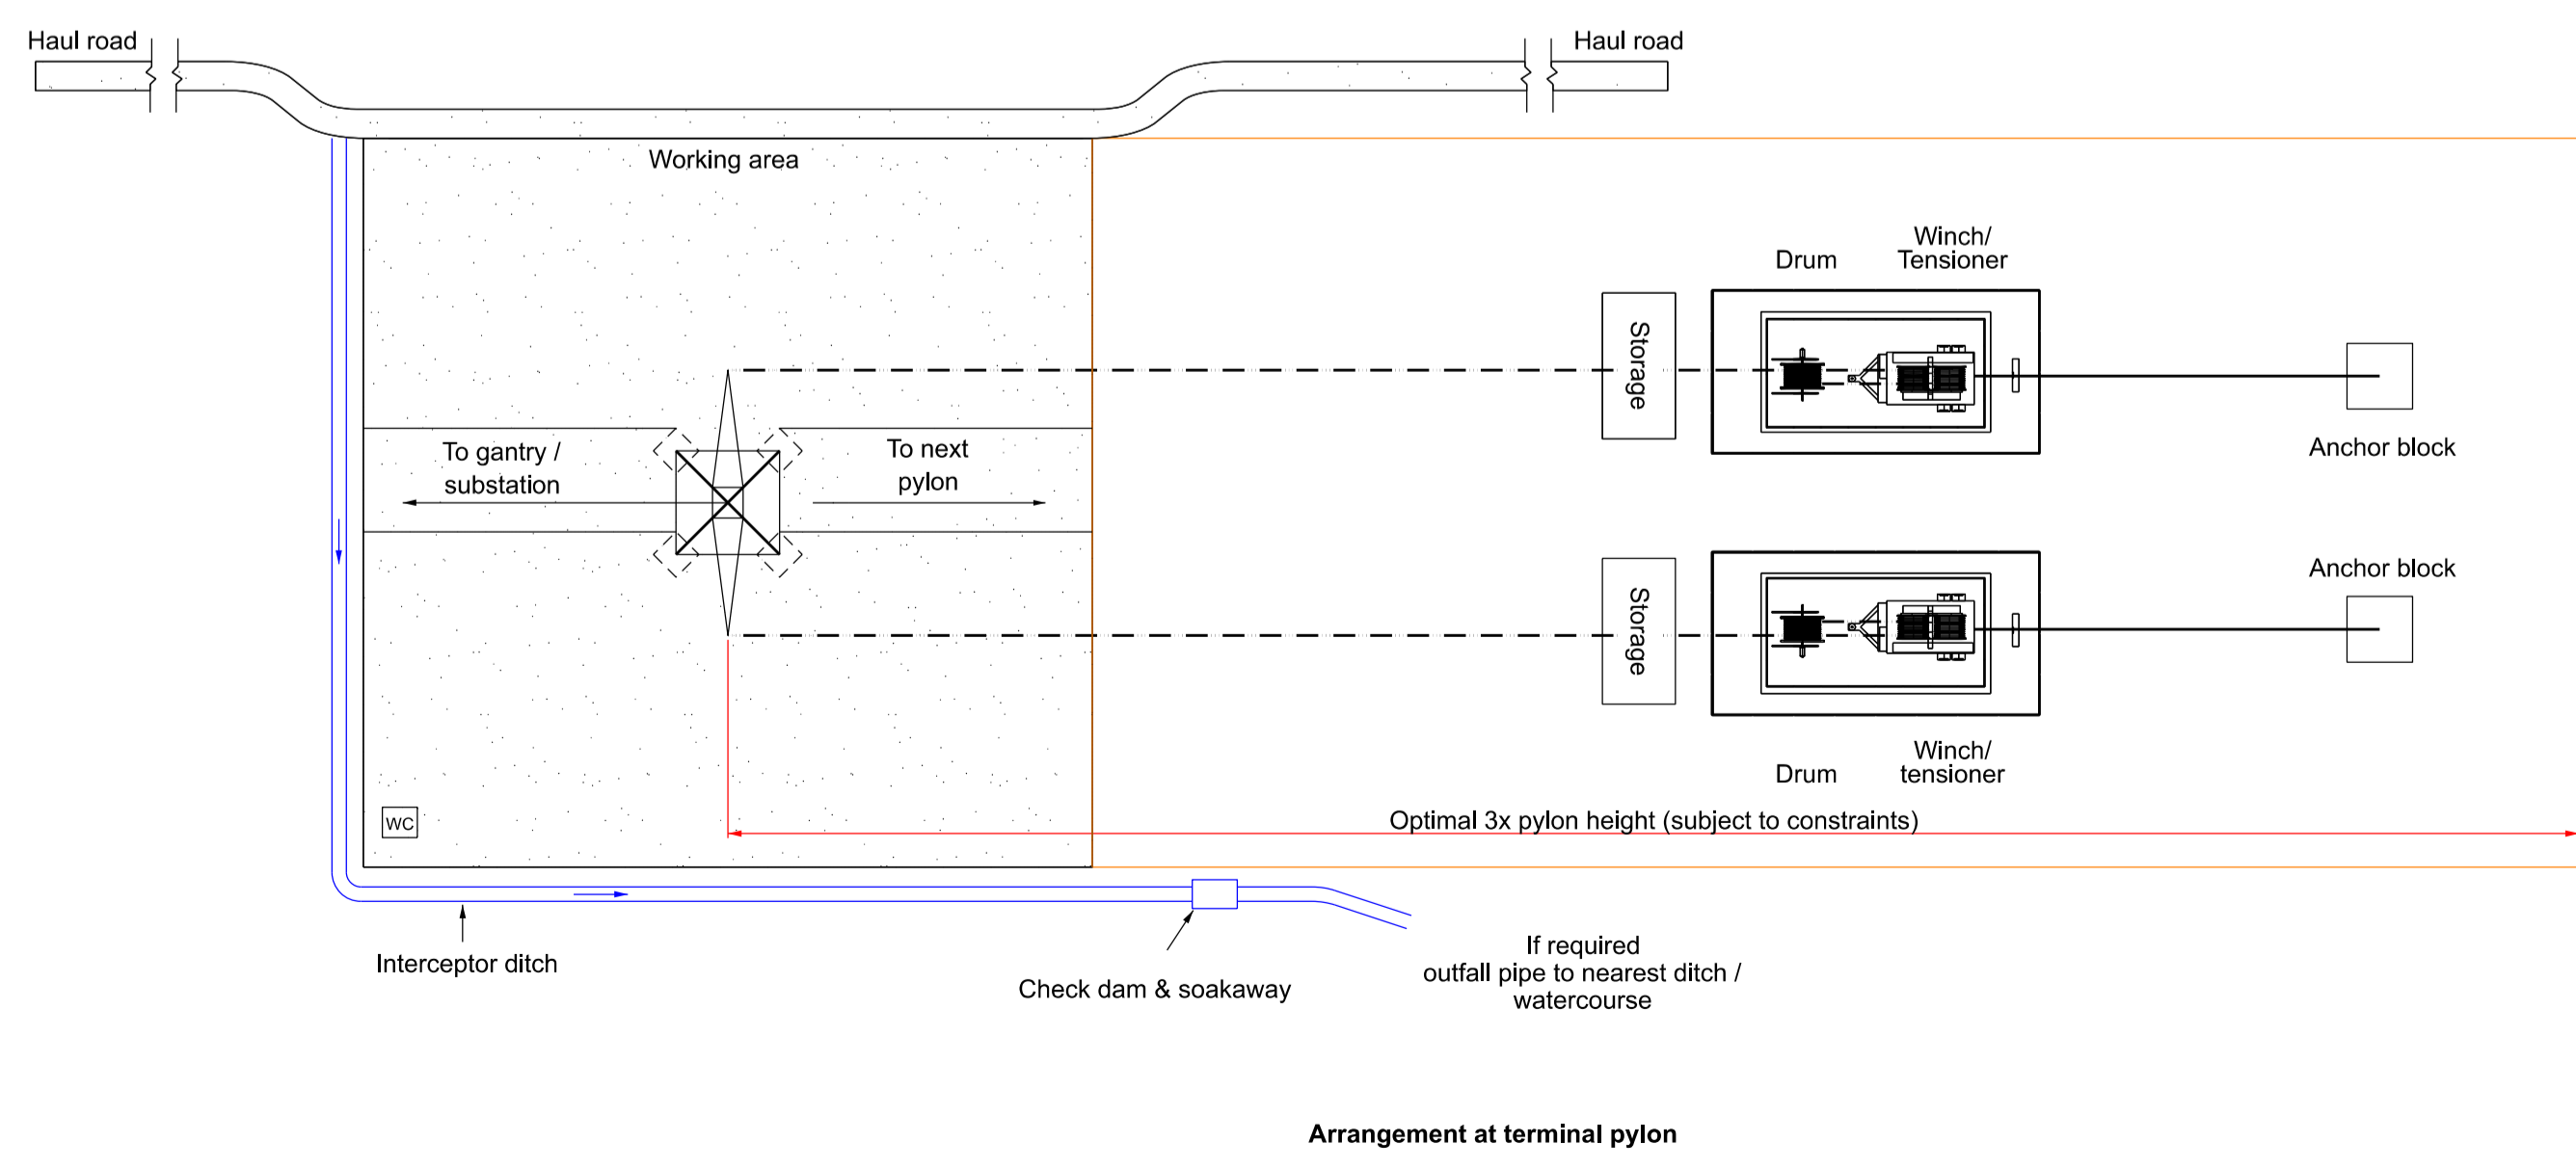 Haul road
Haul road
Working area
Winch/
Tensioner
Drum
Storage
To gantry /
substation
To next
pylon
Anchor block
Anchor block
Storage
Winch/
tensioner
Drum
WC
Optimal 3x pylon height (subject to constraints)
Interceptor ditch
Check dam & soakaway
If required
outfall pipe to nearest ditch /
watercourse
Arrangement at terminal pylon